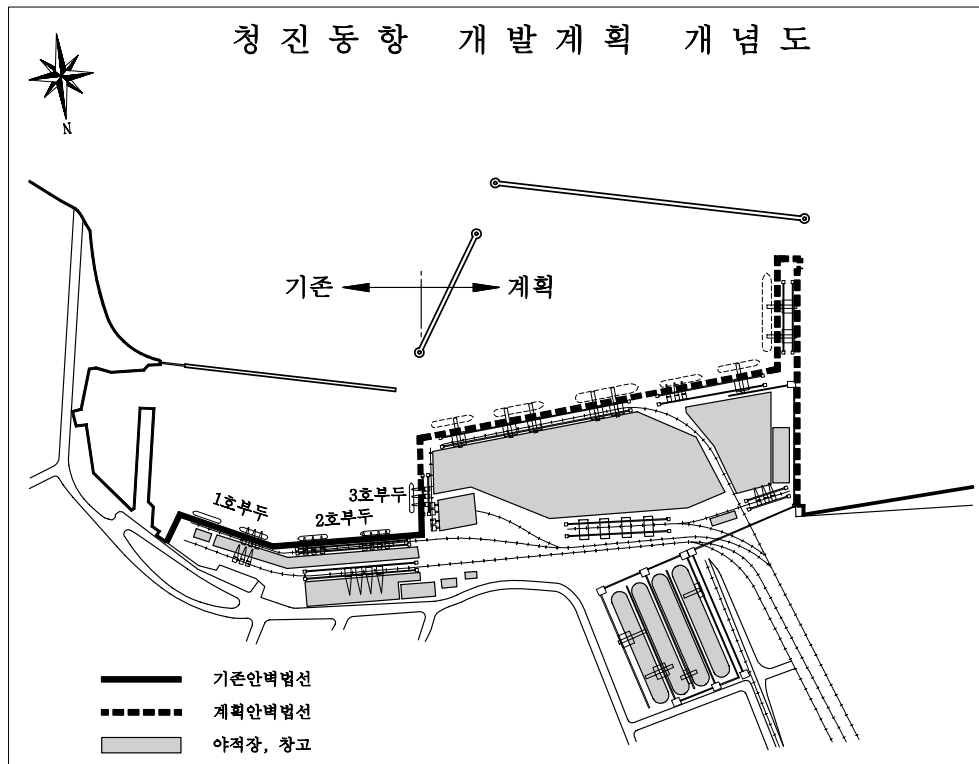 청진동항 개발계획 개념도
N
기존 계획
1호부두
2호부두
3호부두
기존안벽법선
계획안벽법선
야적장, 창고